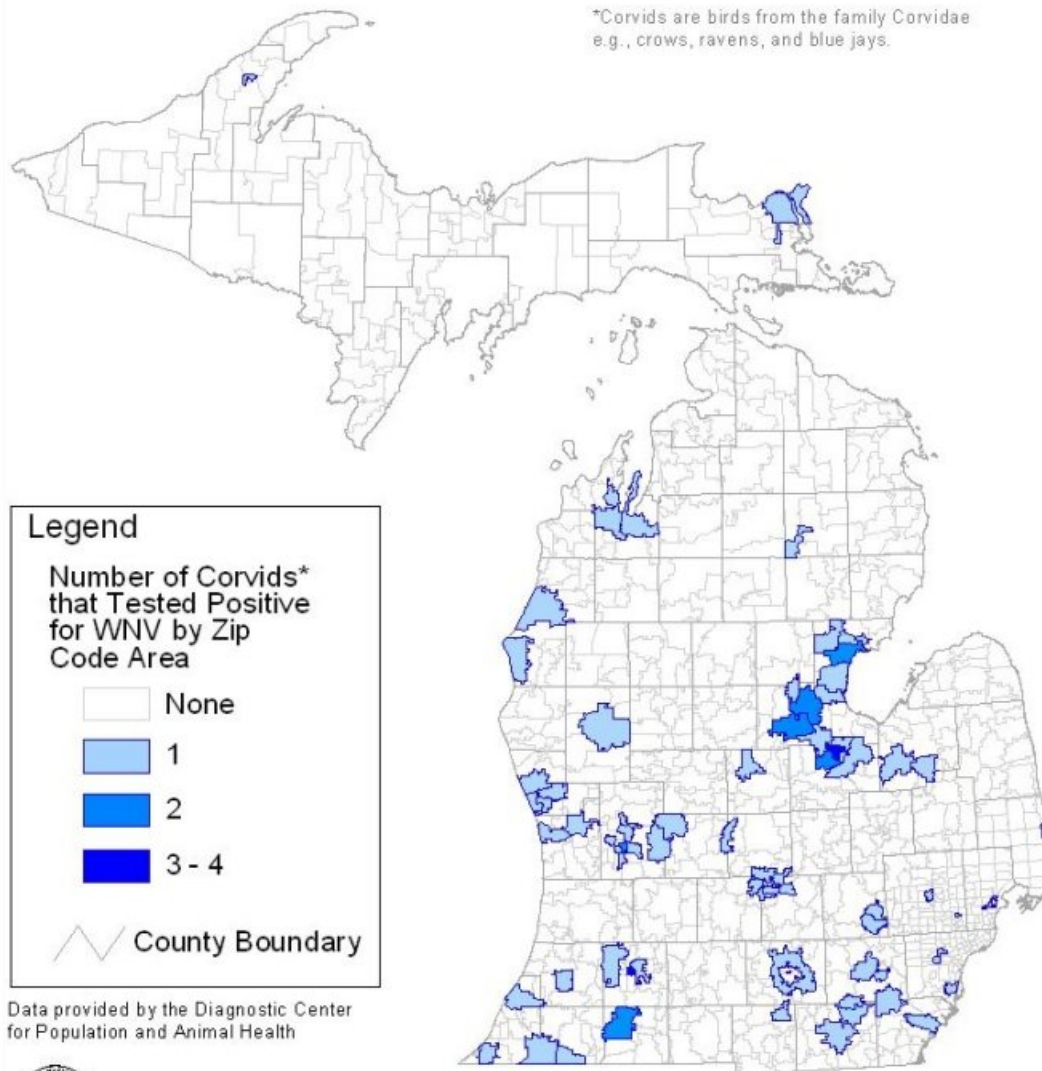 *Corvids are birds from the family Corvidae
e.g., crows, ravens, and blue jays.
Legend
Number of Corvids*
that Tested Positive
for WNV by Zip
Code Area
None
1
2
3 - 4
County Boundary
Data provided by the Diagnostic Center
for Population and Animal Health